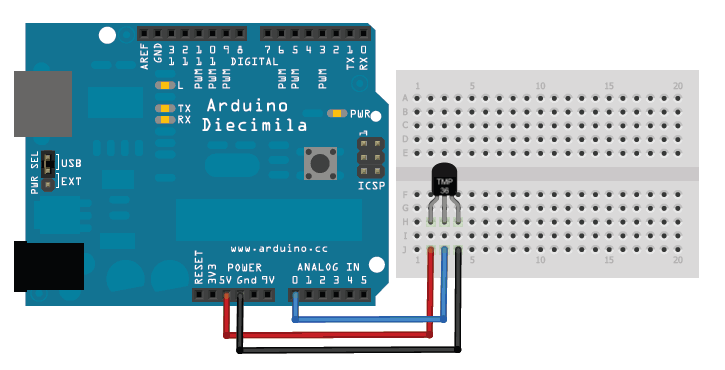 AREF
GND
13
12
11
10
9
8
7
6
5
4
3
2
1
0
DIGITAL
PWM
PWM
PWM
PWM
PWM
PWM
TX
RX
L
TX
RX
Arduino
Diecimila
PWR
1
ICSP
PWR SEL
USB
EXT
www.arduino.cc
RESET
3V3
5V
Gnd
9V
POWER
ANALOG IN
0 1 2 3 4 5
1 5 10 15 20
A
B
C
D
E
TMP
36
F
G
H
I
J
1 5 10 15 20